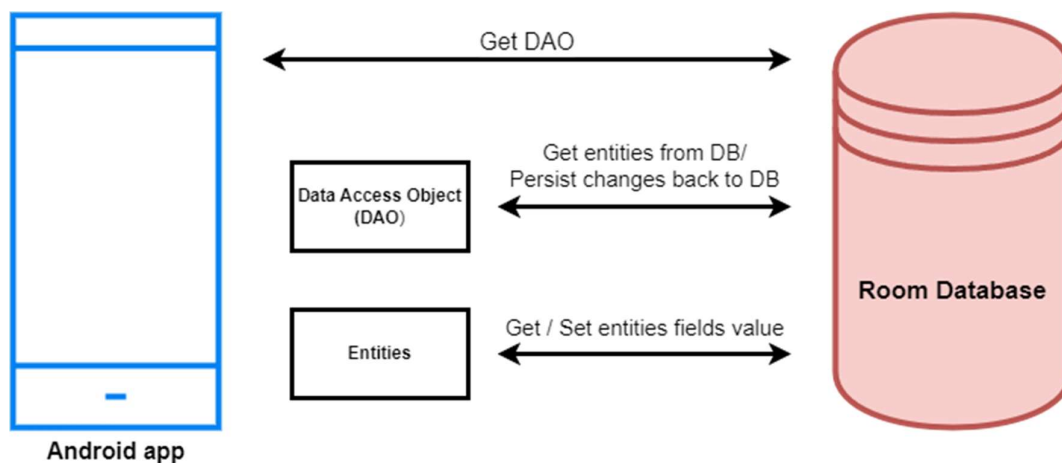 Get DAO
Get entities from DB/
Persist changes back to DB
Data Access Object
(DAO)
Room Database
Get / Set entities fields value
Entities
Android app